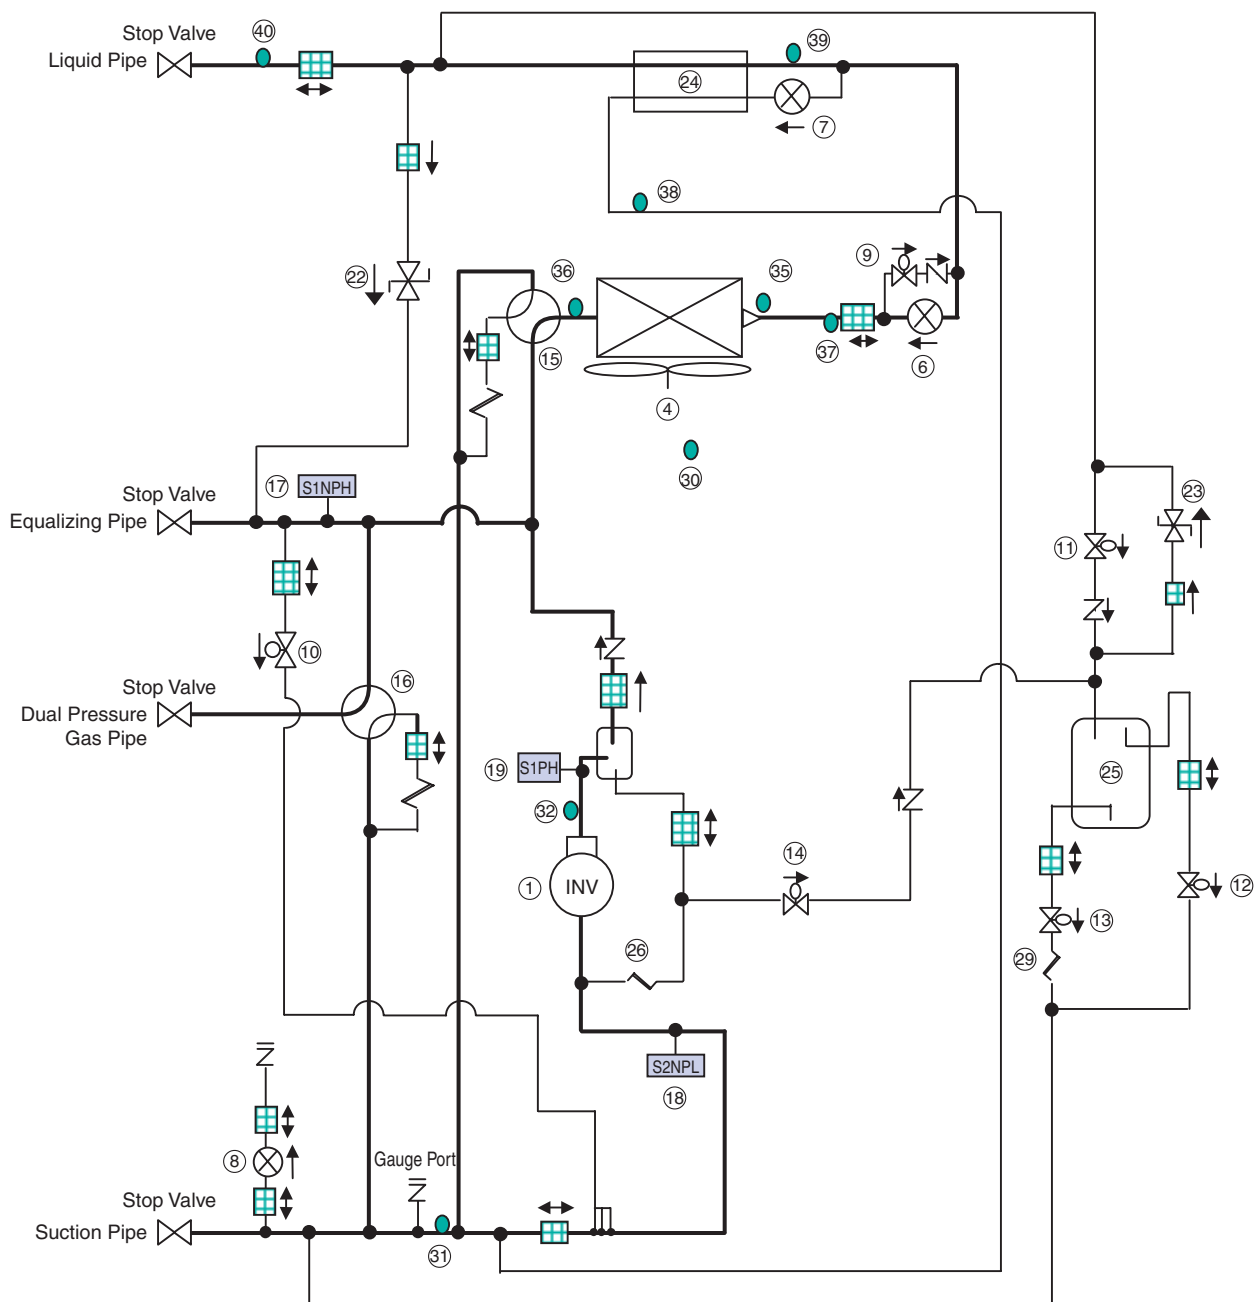 40
Stop Valve
Liquid Pipe
39
24
7
38
22
36
35
9
15
37
6
4
30
17
S1NPH
Stop Valve
Equalizing Pipe
23
11
10
16
Stop Valve
Dual Pressure
Gas Pipe
19
S1PH
25
32
14
1
INV
12
13
26
29
S2NPL
18
8
Gauge Port
Stop Valve
Suction Pipe
31